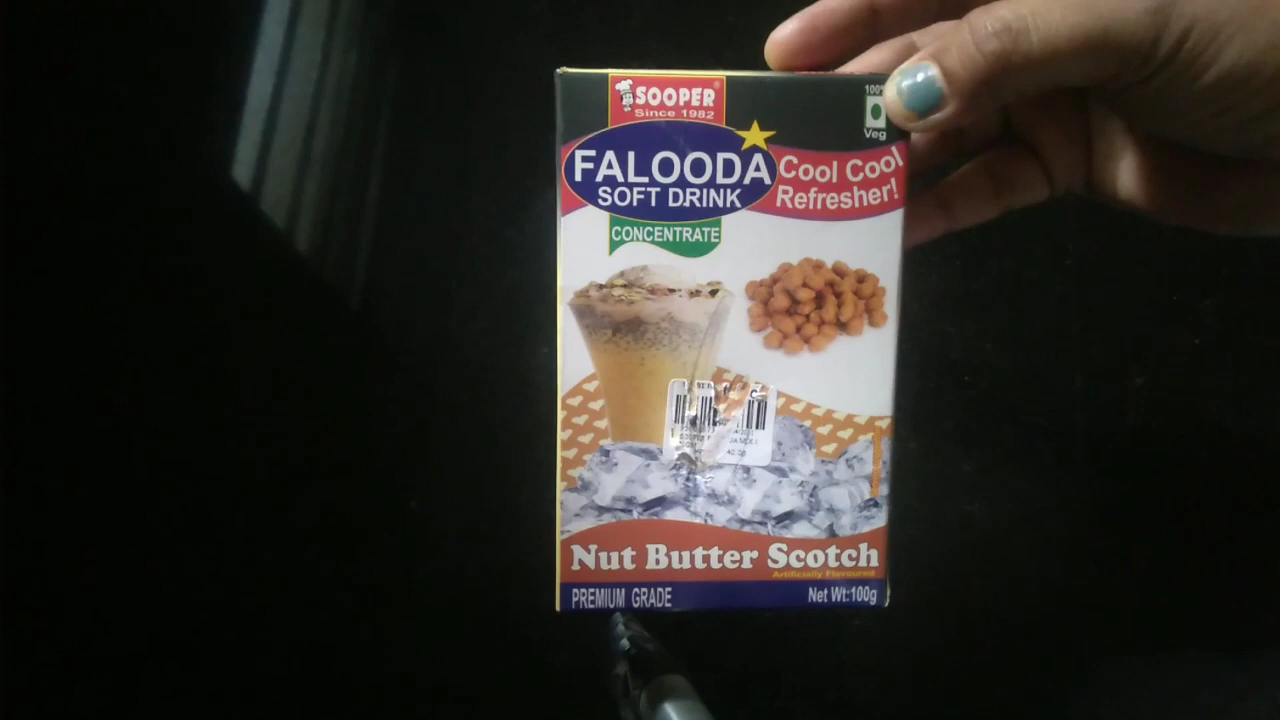 SOOPER
Since 1982
100%
Veg
FALOODA
SOFT DRINK
Cool Cool
Refresher!
CONCENTRATE
Nut Butter Scotch
Artificially Flavoured
PREMIUM GRADE
Net Wt:100g